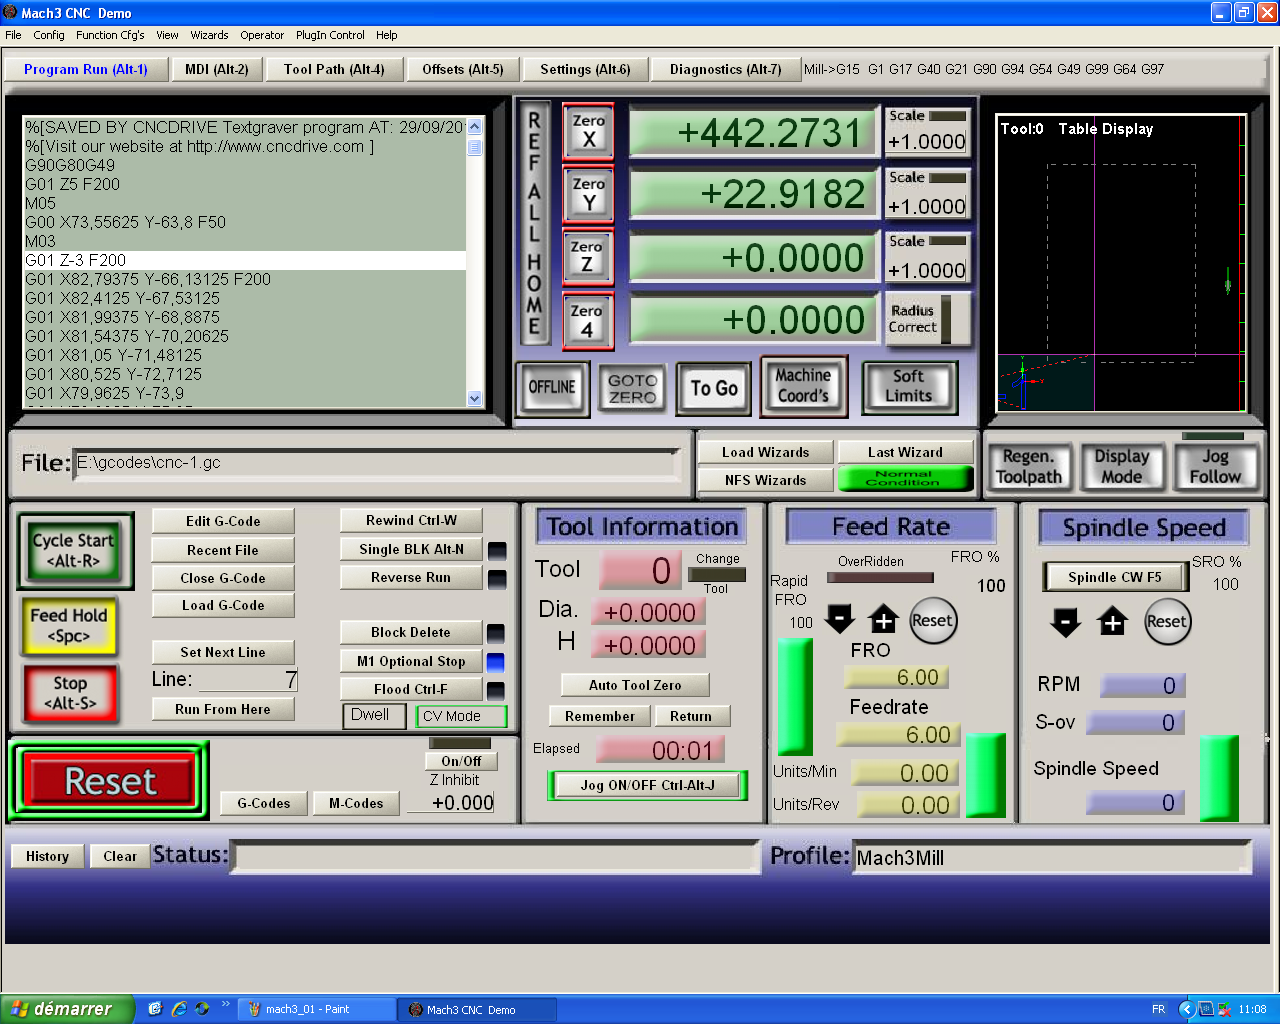 Mach3 CNC  Demo
File Config Function Cfg's View Wizards Operator PlugIn Control Help
Program Run (Alt-1) MDI (Alt-2) Tool Path (Alt-4) Offsets (Alt-5) Settings (Alt-6) Diagnostics (Alt-7) Mill->G15  G1 G17 G40 G21 G90 G94 G54 G49 G99 G64 G97
%[SAVED BY CNCDRIVE Textgraver program AT: 29/09/20
%[Visit our website at http://www.cncdrive.com ]
G90G80G49
G01 Z5 F200
M05
G00 X73,55625 Y-63,8 F50
M03
G01 Z-3 F200
G01 X82,79375 Y-66,13125 F200
G01 X82,4125 Y-67,53125
G01 X81,99375 Y-68,8875
G01 X81,54375 Y-70,20625
G01 X81,05 Y-71,48125
G01 X80,525 Y-72,7125
G01 X79,9625 Y-73,9
REF ALL HOME
Zero X +442.2731 Scale +1.0000
Zero Y +22.9182 Scale +1.0000
Zero Z +0.0000 Scale +1.0000
Zero 4 +0.0000 Radius Correct
OFFLINE GOTO ZERO To Go Machine Coord's Soft Limits
Tool:0 Table Display
File: E:\gcodes\cnc-1.gc
Load Wizards Last Wizard
NFS Wizards Normal Condition
Regen. Toolpath Display Mode Jog Follow
Cycle Start <Alt-R>
Feed Hold <Spc>
Stop <Alt-S>
Edit G-Code
Recent File
Close G-Code
Load G-Code
Set Next Line
Line: 7
Run From Here
Rewind Ctrl-W
Single BLK Alt-N
Reverse Run
Block Delete
M1 Optional Stop
Flood Ctrl-F
Dwell CV Mode
Reset
G-Codes M-Codes
On/Off
Z Inhibit
+0.000
Tool Information
Tool 0 Change Tool
Dia. +0.0000
H +0.0000
Auto Tool Zero
Remember Return
Elapsed 00:01
Jog ON/OFF Ctrl-Alt-J
Feed Rate
OverRidden FRO %
100
Rapid FRO
100
Reset
FRO
6.00
Feedrate
6.00
Units/Min 0.00
Units/Rev 0.00
Spindle Speed
Spindle CW F5 SRO %
100
Reset
RPM 0
S-ov 0
Spindle Speed
0
History Clear Status: Profile: Mach3Mill
démarrer mach3_01 - Paint Mach3 CNC  Demo FR 11:08